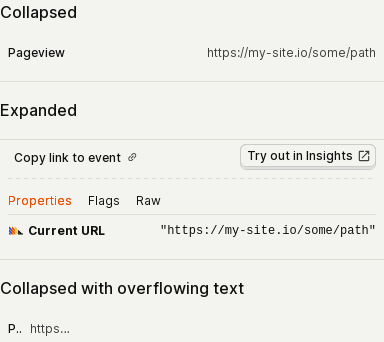 Collapsed
Pageview https://my-site.io/some/path
Expanded
Copy link to event Try out in Insights
Properties Flags Raw
Current URL "https://my-site.io/some/path"
Collapsed with overflowing text
P.. https...